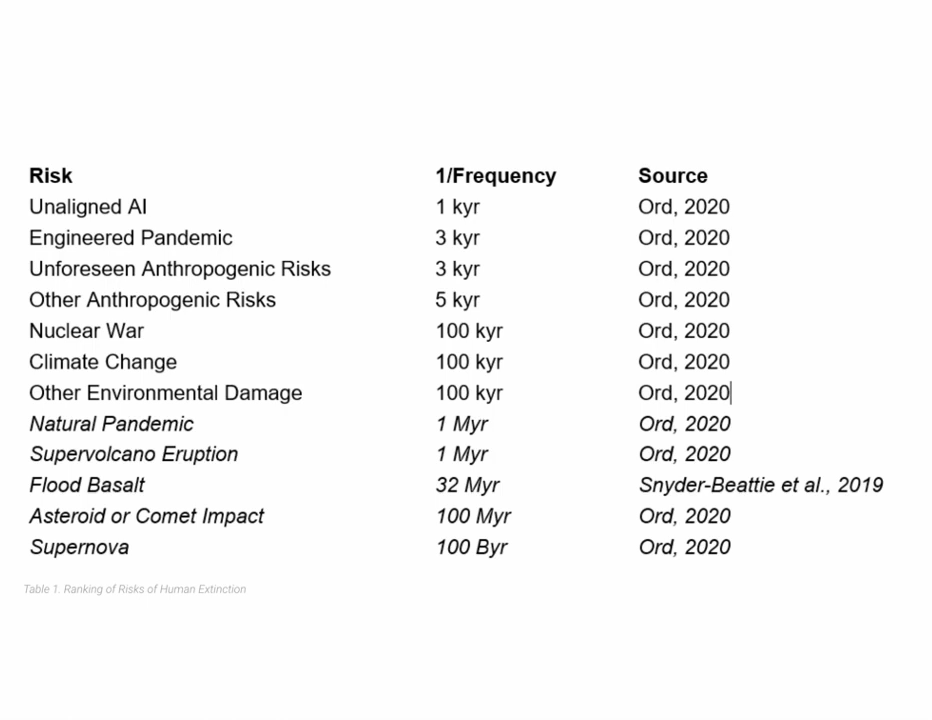 Risk 1/Frequency Source
Unaligned AI 1 kyr Ord, 2020
Engineered Pandemic 3 kyr Ord, 2020
Unforeseen Anthropogenic Risks 3 kyr Ord, 2020
Other Anthropogenic Risks 5 kyr Ord, 2020
Nuclear War 100 kyr Ord, 2020
Climate Change 100 kyr Ord, 2020
Other Environmental Damage 100 kyr Ord, 2020
Natural Pandemic 1 Myr Ord, 2020
Supervolcano Eruption 1 Myr Ord, 2020
Flood Basalt 32 Myr Snyder-Beattie et al., 2019
Asteroid or Comet Impact 100 Myr Ord, 2020
Supernova 100 Byr Ord, 2020
Table 1. Ranking of Risks of Human Extinction